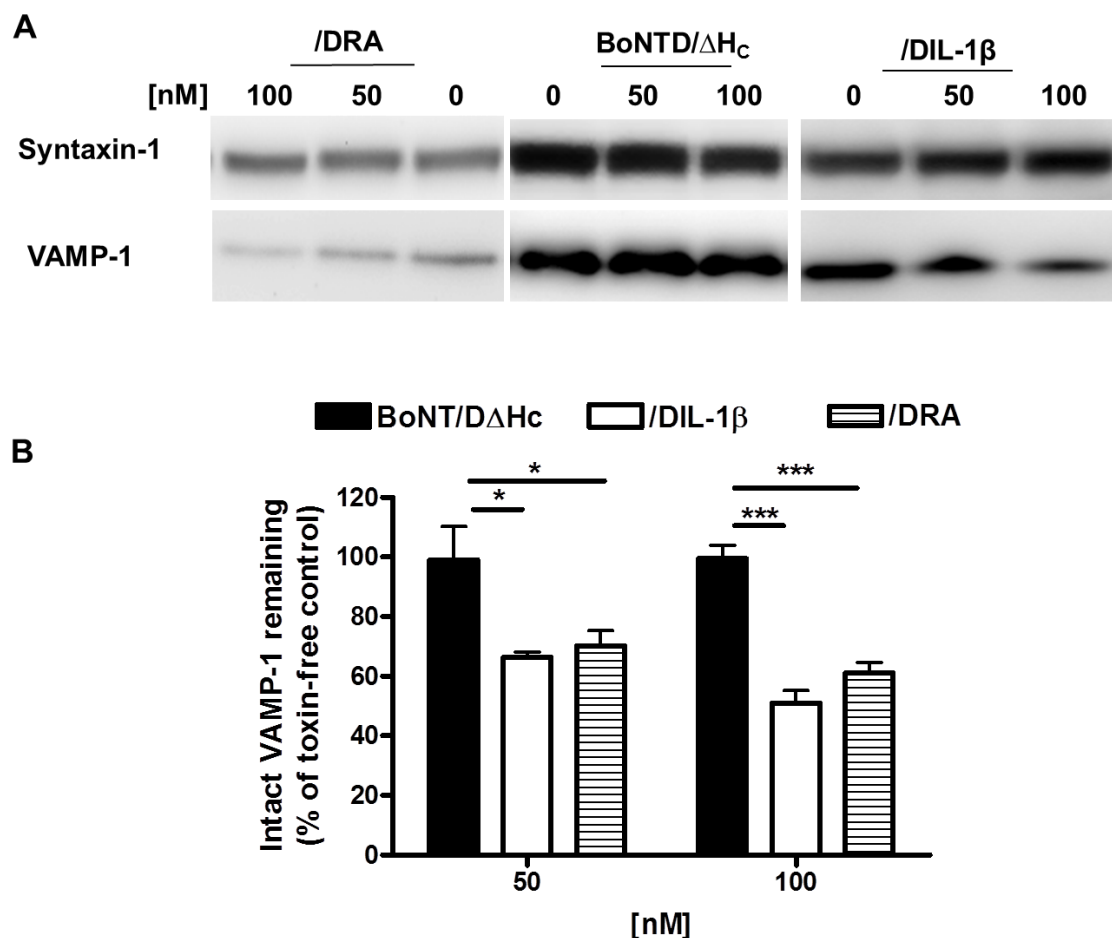 A
/DRA BoNTD/ΔHC /DIL-1β
[nM] 100 50 0 0 50 100 0 50 100
Syntaxin-1
VAMP-1
BoNT/DΔHc /DIL-1β /DRA
B
Intact VAMP-1 remaining
(% of toxin-free control)
120
100
80
60
40
20
0
* * *** ***
50 100
[nM]